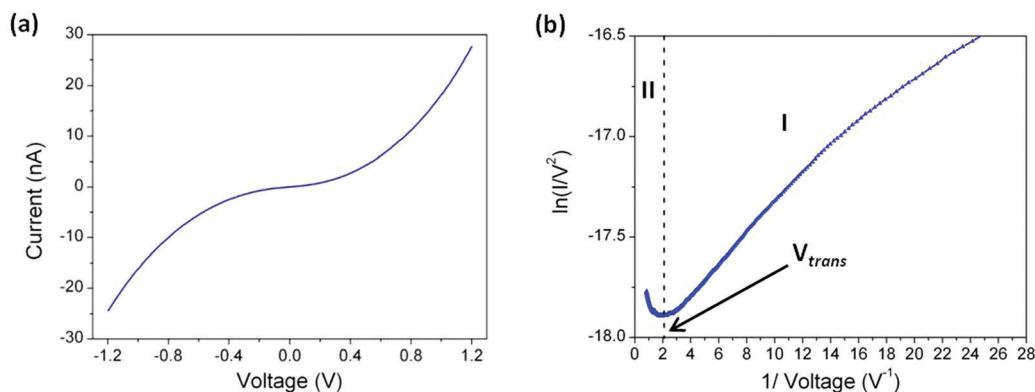 (a)
30
20
10
0
-10
-20
-30
Current (nA)
-1.2 -0.8 -0.4 0.0 0.4 0.8 1.2
Voltage (V)
(b)
-16.5
-17.0
-17.5
-18.0
ln(I/V²)
II
I
Vtrans
0 2 4 6 8 10 12 14 16 18 20 22 24 26 28
1/ Voltage (V⁻¹)